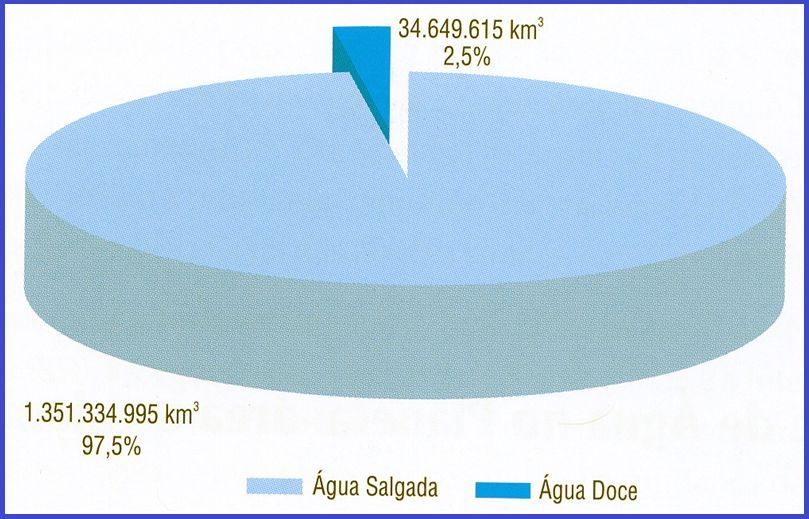 34.649.615 km³
2,5%
1.351.334.995 km³
97,5%
Água Salgada
Água Doce